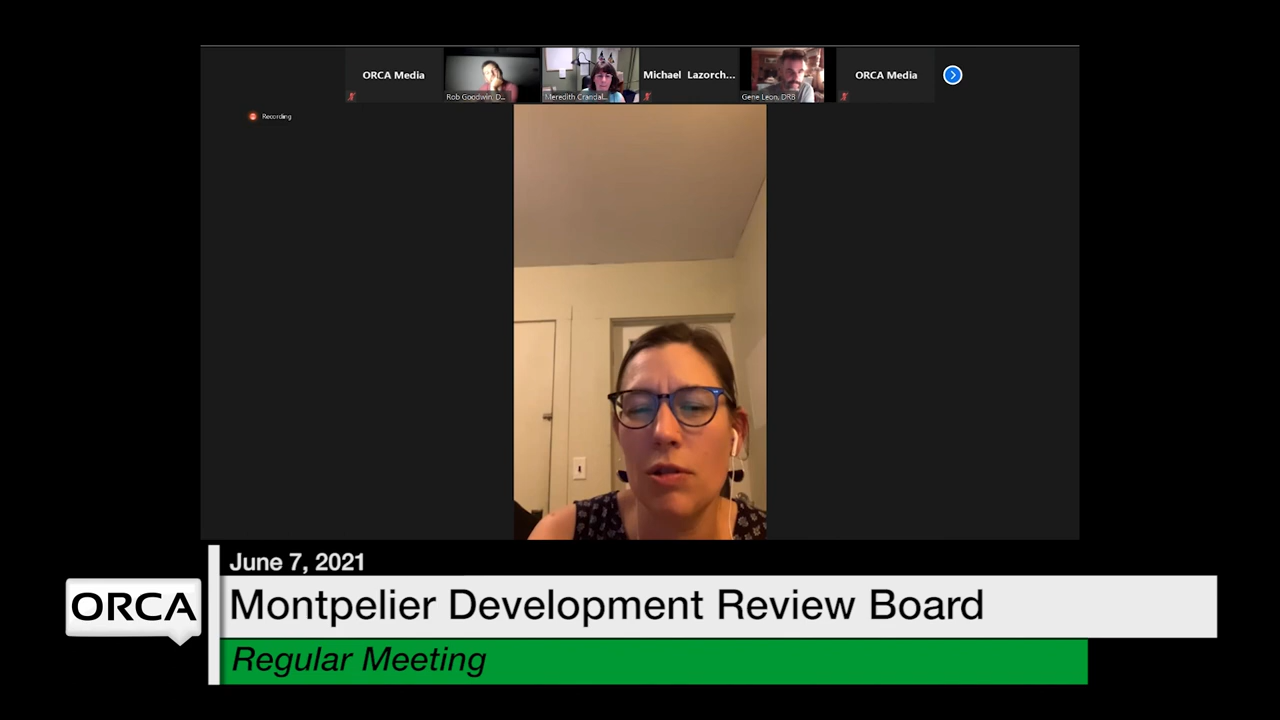 ORCA Media
Rob Goodwin, D...
Meredith Crandal...
Michael Lazorch...
Gene Leon, DRB
ORCA Media
Recording
June 7, 2021
ORCA
Montpelier Development Review Board
Regular Meeting